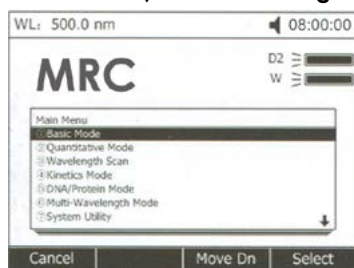 WL: 500.0 nm 08:00:00
MRC
D2
W
Main Menu
①Basic Mode
②Quantitative Mode
③Wavelength Scan
④Kinetics Mode
⑤DNA/Protein Mode
⑥Multi-Wavelength Mode
⑦System Utility
Cancel Move Dn Select